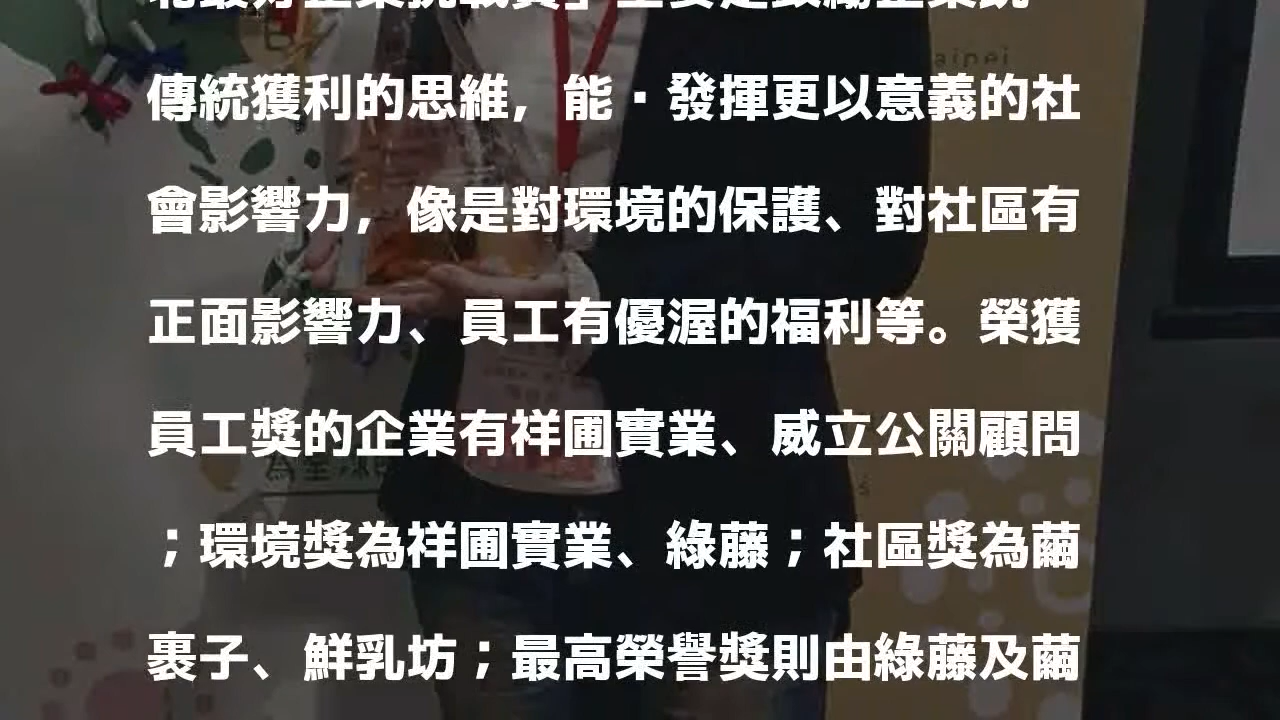 傳統獲利的思維，能·發揮更以意義的社
會影響力，像是對環境的保護、對社區有
正面影響力、員工有優渥的福利等。榮獲
員工獎的企業有祥圃實業、威立公關顧問
；環境獎為祥圃實業、綠藤；社區獎為繭
裹子、鮮乳坊；最高榮譽獎則由綠藤及繭